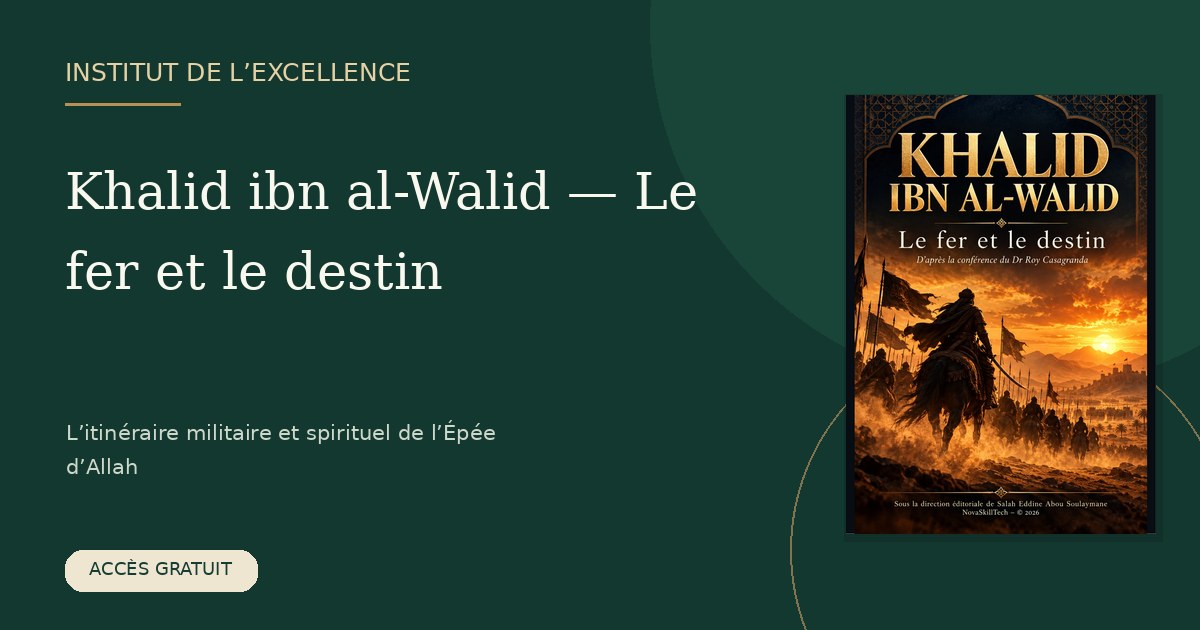 INSTITUT DE L’EXCELLENCE
Khalid ibn al-Walid — Le
fer et le destin
L’itinéraire militaire et spirituel de l’Épée
d’Allah
ACCÈS GRATUIT
KHALID
IBN AL-WALID
Le fer et le destin
D’après la conférence du Dr Roy Casagranda
Sous la direction éditoriale de Salah Eddine Abou Soulaymane
NovaSkillTech – © 2026